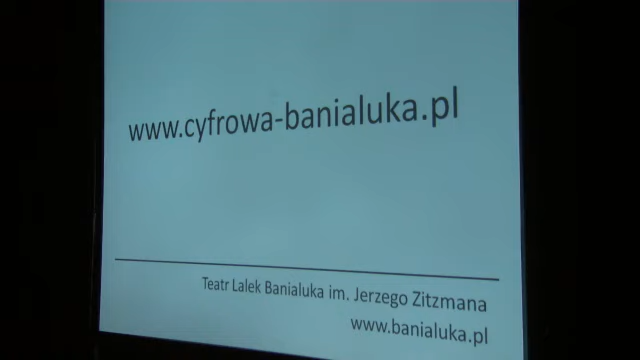 www.cyfrowa-banialuka.pl
Teatr Lalek Banialuka im. Jerzego Zitzmana
www.banialuka.pl